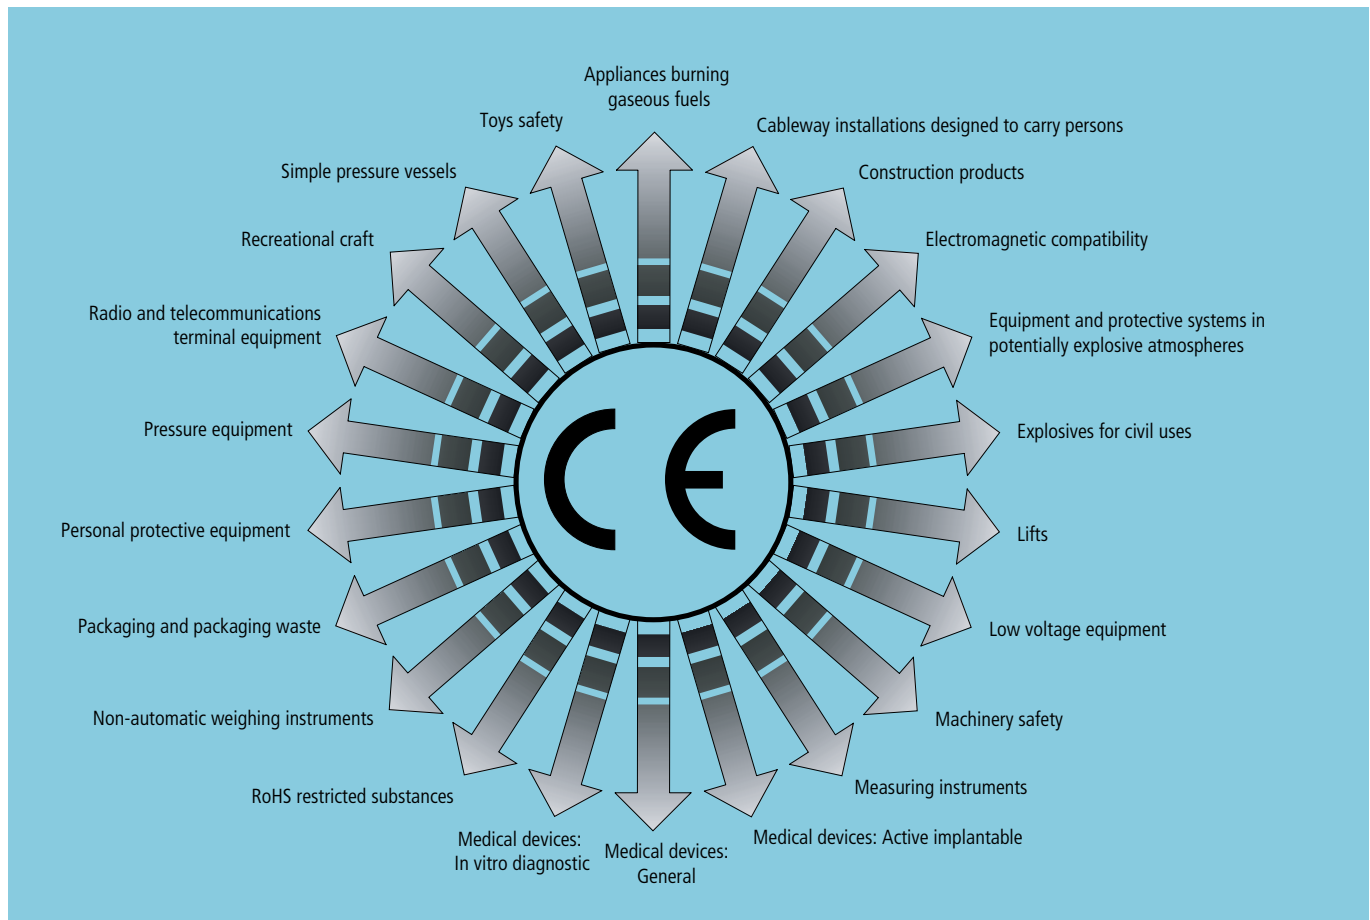 Appliances burning
gaseous fuels
Cableway installations designed to carry persons
Construction products
Electromagnetic compatibility
Equipment and protective systems in
potentially explosive atmospheres
Explosives for civil uses
Lifts
Low voltage equipment
Machinery safety
Measuring instruments
Medical devices: Active implantable
Medical devices:
General
Medical devices:
In vitro diagnostic
RoHS restricted substances
Non-automatic weighing instruments
Packaging and packaging waste
Personal protective equipment
Pressure equipment
Radio and telecommunications
terminal equipment
Recreational craft
Simple pressure vessels
Toys safety
CE